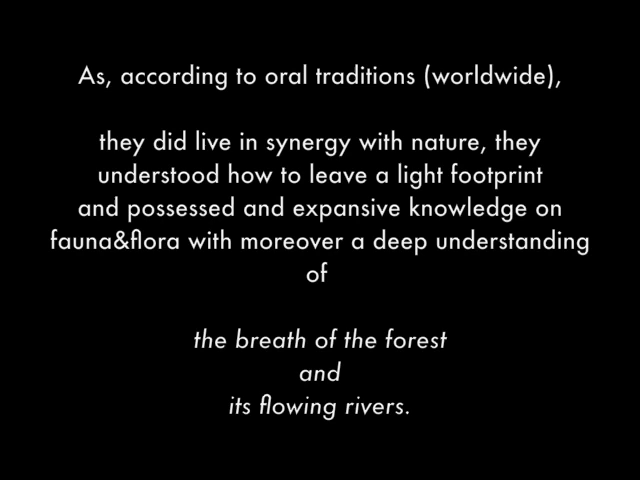 As, according to oral traditions (worldwide),
they did live in synergy with nature, they
understood how to leave a light footprint
and possessed and expansive knowledge on
fauna&flora with moreover a deep understanding
of
the breath of the forest
and
its flowing rivers.